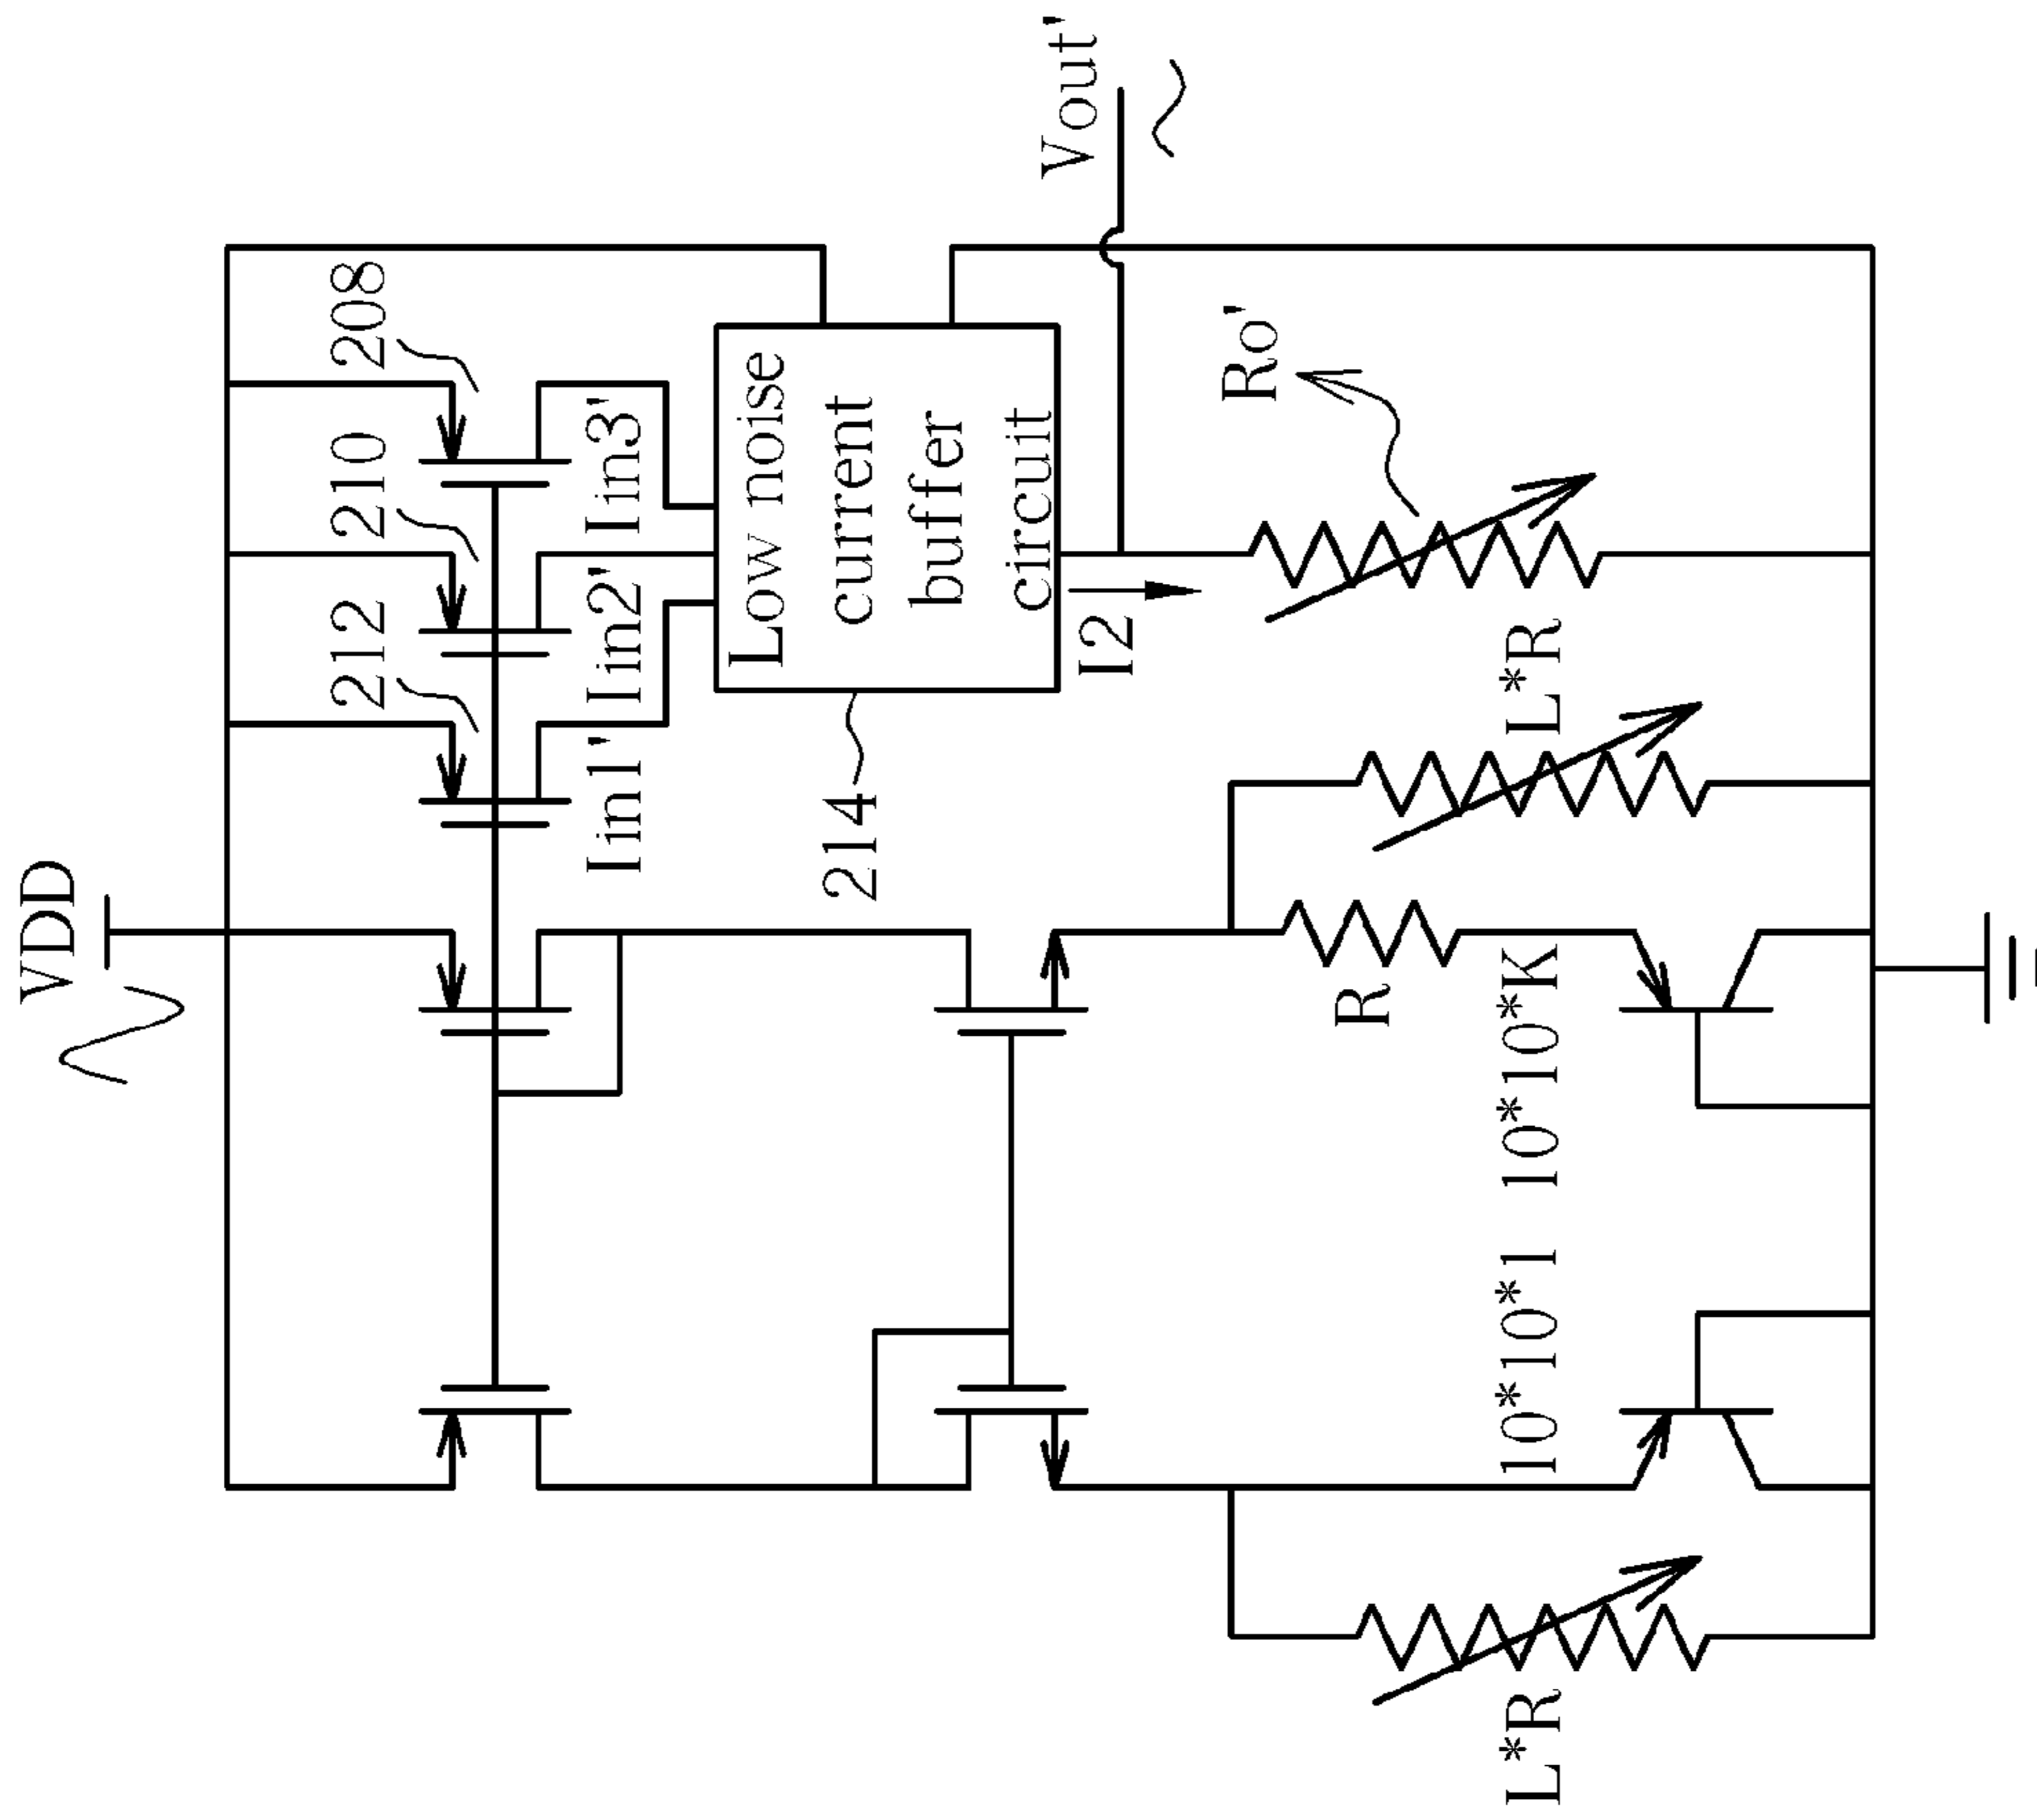 VDD
212
210
208
Iin1'
Iin2'
Iin3'
214
Low noise
current
buffer
circuit
I2
Vout'
Ro'
R
L*R
10*10*1
10*10*K
L*R